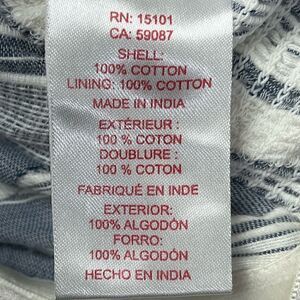 RN: 15101
CA: 59087
SHELL:
100% COTTON
LINING: 100% COTTON
MADE IN INDIA
EXTÉRIEUR :
100 % COTON
DOUBLURE :
100 % COTON
FABRIQUÉ EN INDE
EXTERIOR:
100% ALGODÓN
FORRO:
100% ALGODÓN
HECHO EN INDIA